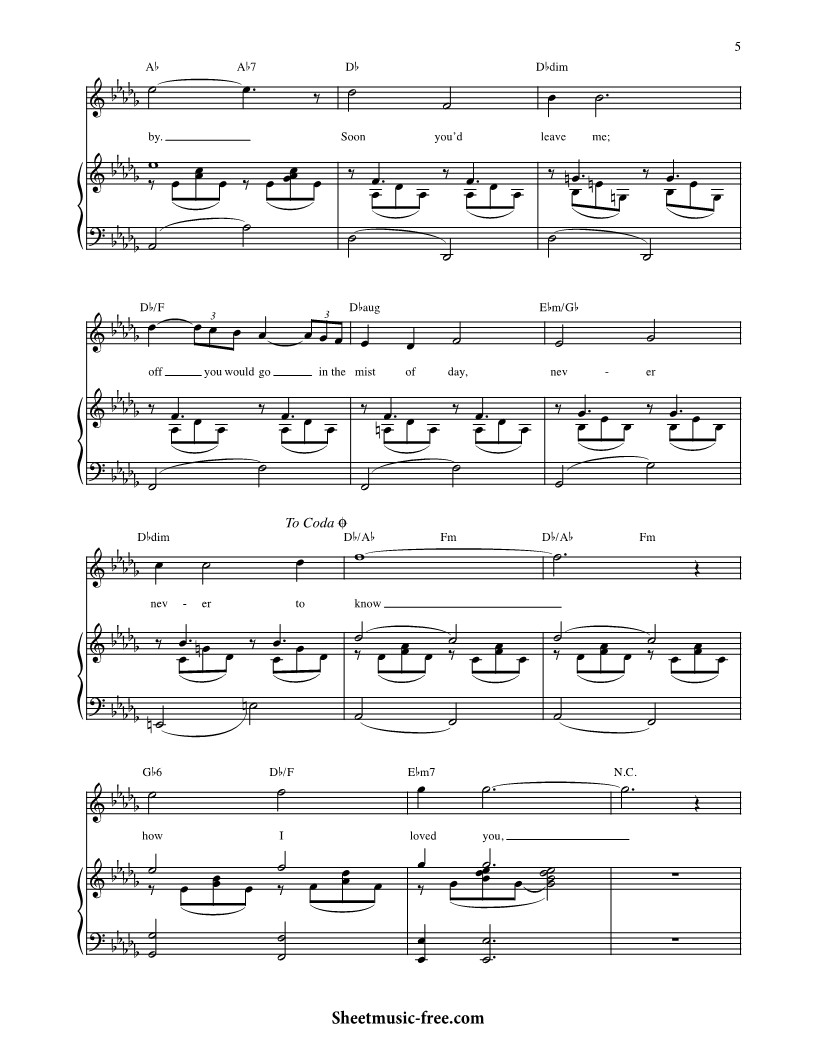 5
A♭ A♭7 D♭ D♭dim
by. Soon you'd leave me;
D♭/F 3 3 D♭aug E♭m/G♭
off you would go in the mist of day, nev - er
To Coda
D♭dim D♭/A♭ Fm D♭/A♭ Fm
nev - er to know
G♭6 D♭/F E♭m7 N.C.
how I loved you,
Sheetmusic-free.com